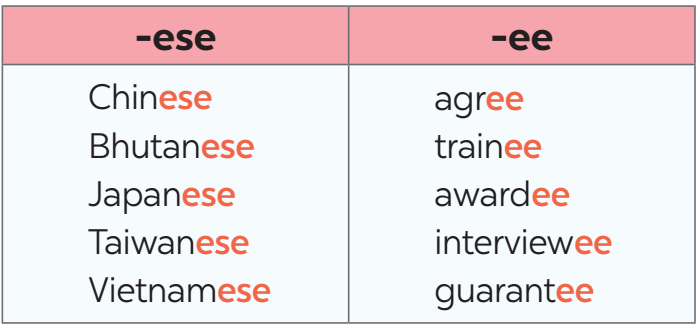 -ese -ee
Chinese agree
Bhutanese trainee
Japanese awardee
Taiwanese interviewee
Vietnamese guarantee